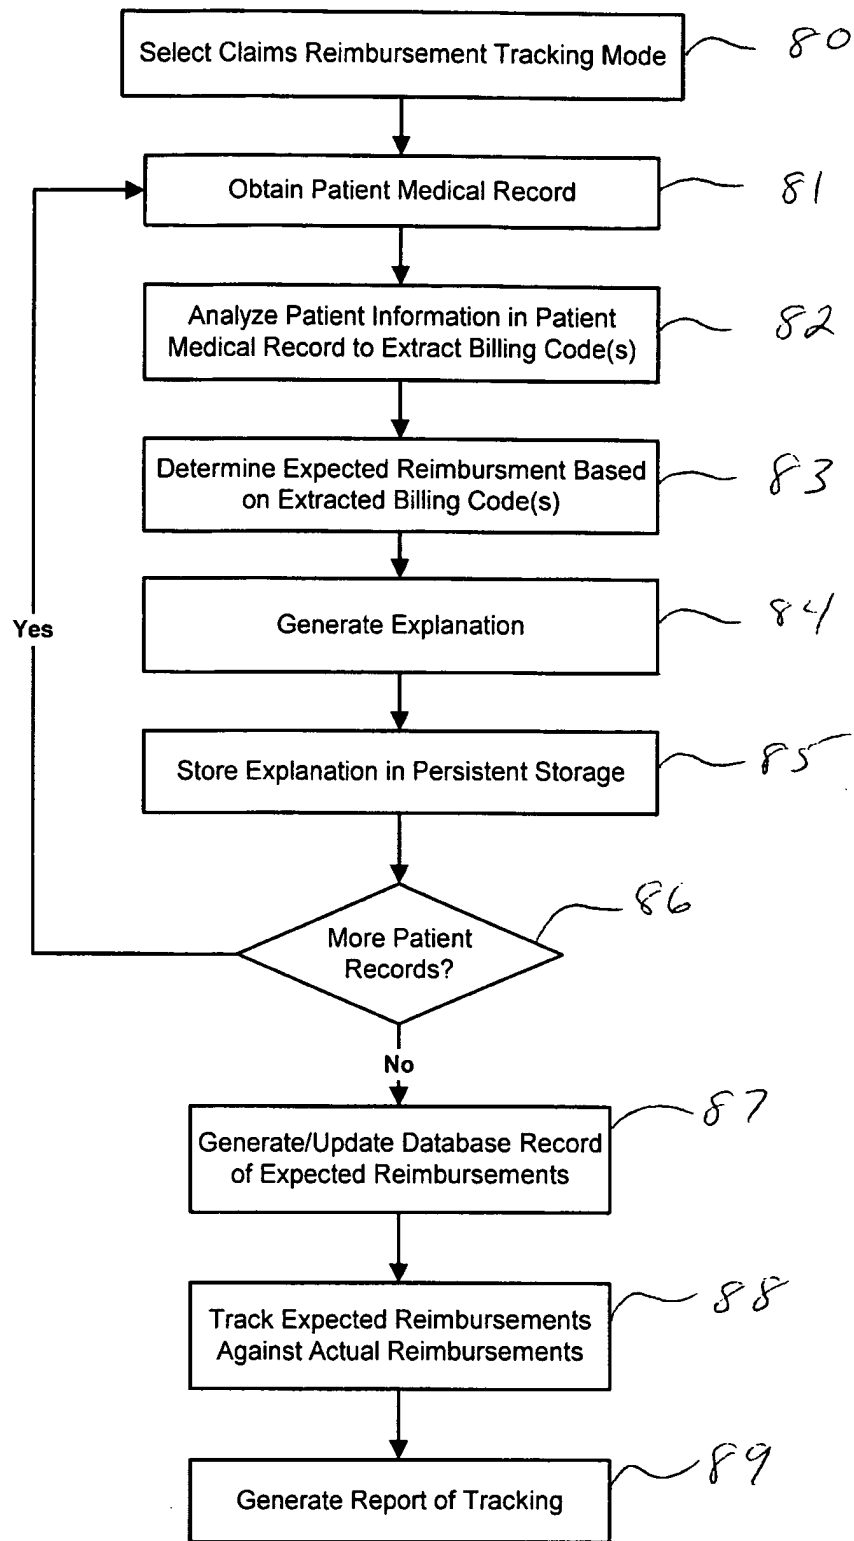 Select Claims Reimbursement Tracking Mode
80
Obtain Patient Medical Record
81
Analyze Patient Information in Patient
Medical Record to Extract Billing Code(s)
82
Determine Expected Reimbursment Based
on Extracted Billing Code(s)
83
Generate Explanation
84
Yes
Store Explanation in Persistent Storage
85
More Patient
Records?
86
No
Generate/Update Database Record
of Expected Reimbursements
87
Track Expected Reimbursements
Against Actual Reimbursements
88
Generate Report of Tracking
89